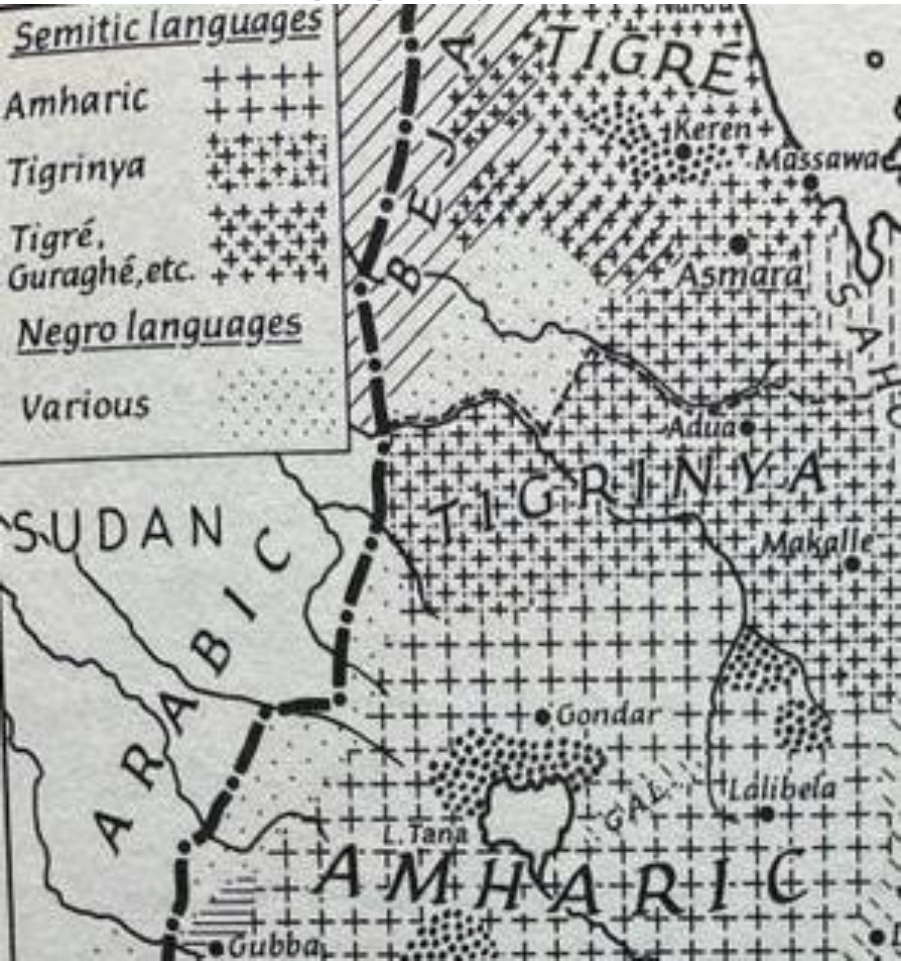 Semitic languages
Amharic
Tigrinya
Tigré,
Guraghé,etc.
Negro languages
Various
TIGRÉ
BEJA
Keren
Massawa
Asmara
SAHO
Adua
TIGRINYA
Makalle
SUDAN
ARABIC
Gondar
Lalibela
GAL
L.Tana
AMHARIC
Gubba